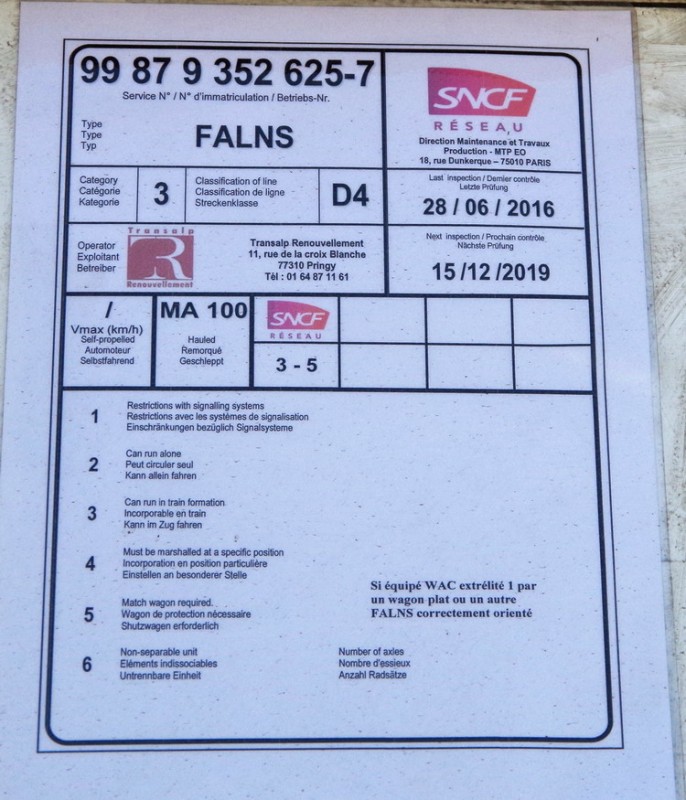 99 87 9 352 625-7
Service N° / N° d'immatriculation / Betriebs-Nr.
Type
Type
Typ
FALNS
SNCF
RÉSEAU
Direction Maintenance et Travaux
Production - MTP EO
18, rue Dunkerque – 75010 PARIS
Category
Catégorie
Kategorie
3
Classification of line
Classification de ligne
Streckenklasse
D4
Last inspection / Dernier contrôle
Letzte Prüfung
28 / 06 / 2016
Operator
Exploitant
Betreiber
Transalp
R
Renouvellement
Transalp Renouvellement
11, rue de la croix Blanche
77310 Pringy
Tèl : 01 64 87 11 61
Next inspection / Prochain contrôle
Nächste Prüfung
15 /12 /2019
/
Vmax (km/h)
Self-propelled
Automoteur
Selbstfahrend
MA 100
Hauled
Remorqué
Geschleppt
SNCF
RÉSEAU
3 - 5
1
Restrictions with signalling systems
Restrictions avec les systèmes de signalisation
Einschränkungen bezüglich Signalsysteme
2
Can run alone
Peut circuler seul
Kann allein fahren
3
Can run in train formation
Incorporable en train
Kann im Zug fahren
4
Must be marshalled at a specific position
Incorporation en position particulière
Einstellen an besonderer Stelle
5
Match wagon required.
Wagon de protection nécessaire
Shutzwagen erforderlich
Si équipé WAC extrélité 1 par
un wagon plat ou un autre
FALNS correctement orienté
6
Non-separable unit
Eléments indissociables
Untrennbare Einheit
Number of axles
Nombre d'essieux
Anzahl Radsätze